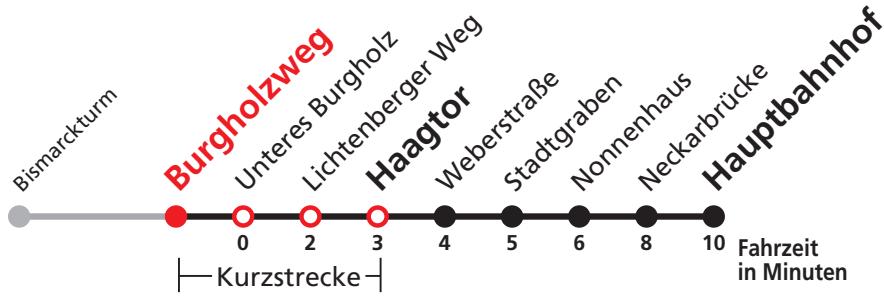 Bismarckturm
Burgholzweg
Unteres Burgholz
Lichtenberger Weg
Haagtor
Weberstraße
Stadtgraben
Nonnenhaus
Neckarbrücke
Hauptbahnhof
0 2 3 4 5 6 8 10 Fahrzeit
in Minuten
Kurzstrecke